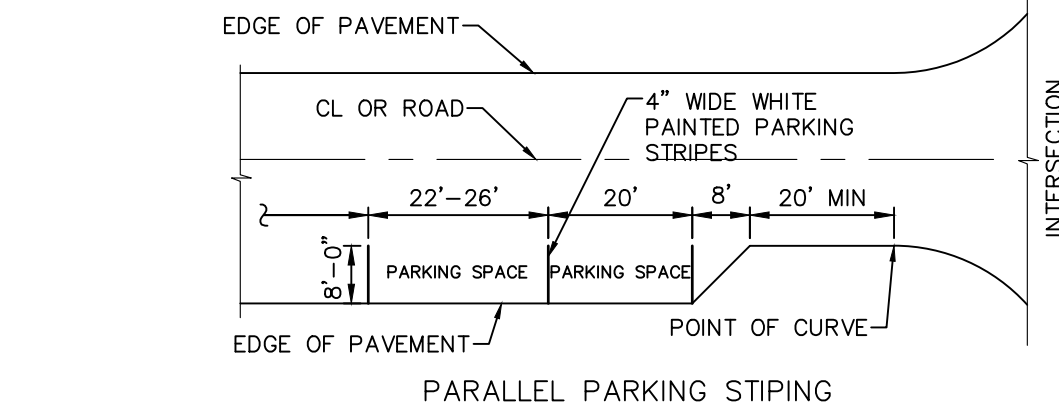 EDGE OF PAVEMENT
CL OR ROAD
4" WIDE WHITE
PAINTED PARKING
STRIPES
INTERSECTION
22'-26'
20'
8'
20' MIN
8'-0"
PARKING SPACE
PARKING SPACE
POINT OF CURVE
EDGE OF PAVEMENT
PARALLEL PARKING STIPING